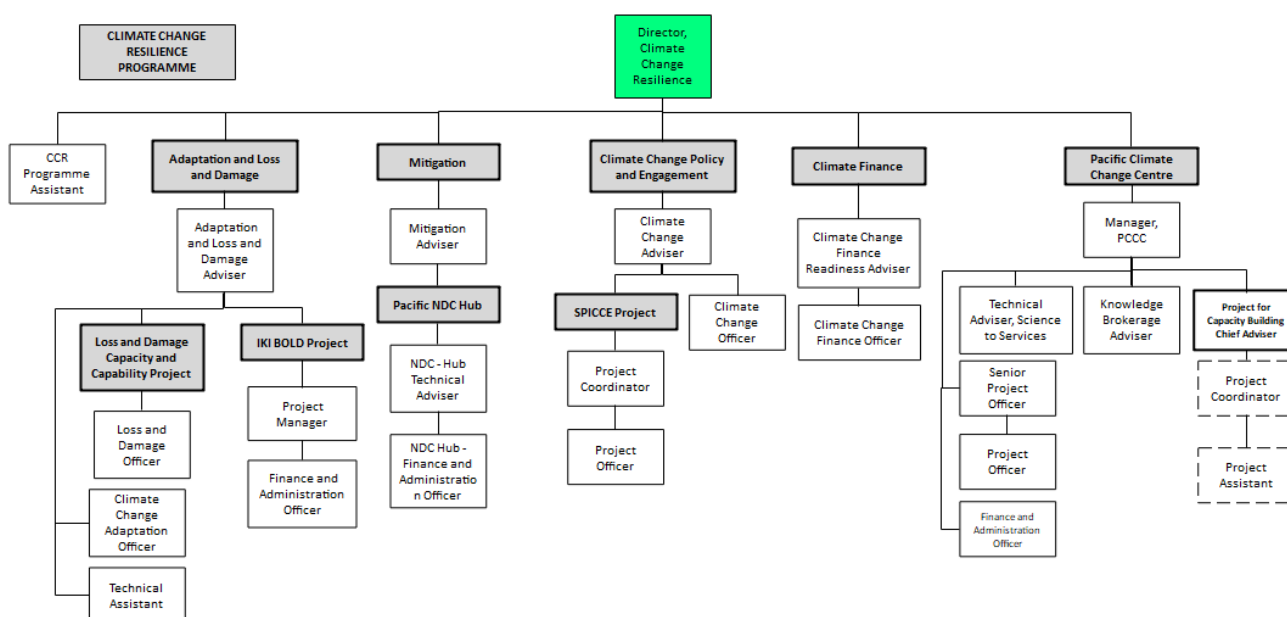 CLIMATE CHANGE
RESILIENCE
PROGRAMME
Director,
Climate
Change
Resilience
CCR
Programme
Assistant
Adaptation and Loss
and Damage
Mitigation
Climate Change Policy
and Engagement
Climate Finance
Pacific Climate
Change Centre
Adaptation
and Loss and
Damage
Adviser
Mitigation
Adviser
Climate
Change
Adviser
Climate Change
Finance
Readiness Adviser
Manager,
PCCC
Loss and Damage
Capacity and
Capability Project
IKI BOLD Project
Pacific NDC Hub
SPICCE Project
Climate
Change
Officer
Climate Change
Finance Officer
Technical
Adviser, Science
to Services
Knowledge
Brokerage
Adviser
Project for
Capacity Building
Chief Adviser
Loss and
Damage
Officer
Project
Manager
NDC - Hub
Technical
Adviser
Project
Coordinator
Senior
Project
Officer
Project
Coordinator
Climate
Change
Adaptation
Officer
Finance and
Administration
Officer
NDC Hub -
Finance and
Administratio
n Officer
Project
Officer
Project
Officer
Project
Assistant
Finance and
Administration
Officer
Technical
Assistant